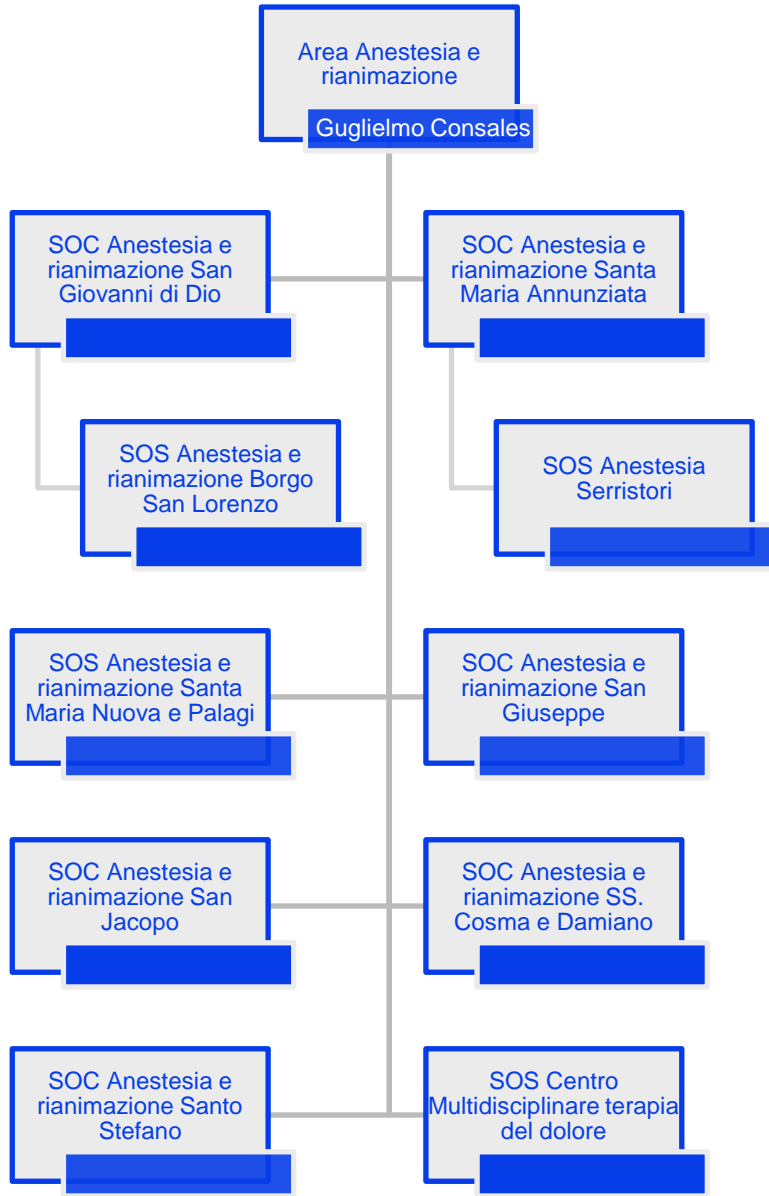 Area Anestesia e
rianimazione
Guglielmo Consales
SOC Anestesia e
rianimazione San
Giovanni di Dio
SOC Anestesia e
rianimazione Santa
Maria Annunziata
SOS Anestesia e
rianimazione Borgo
San Lorenzo
SOS Anestesia
Serristori
SOS Anestesia e
rianimazione Santa
Maria Nuova e Palagi
SOC Anestesia e
rianimazione San
Giuseppe
SOC Anestesia e
rianimazione San
Jacopo
SOC Anestesia e
rianimazione SS.
Cosma e Damiano
SOC Anestesia e
rianimazione Santo
Stefano
SOS Centro
Multidisciplinare terapia
del dolore